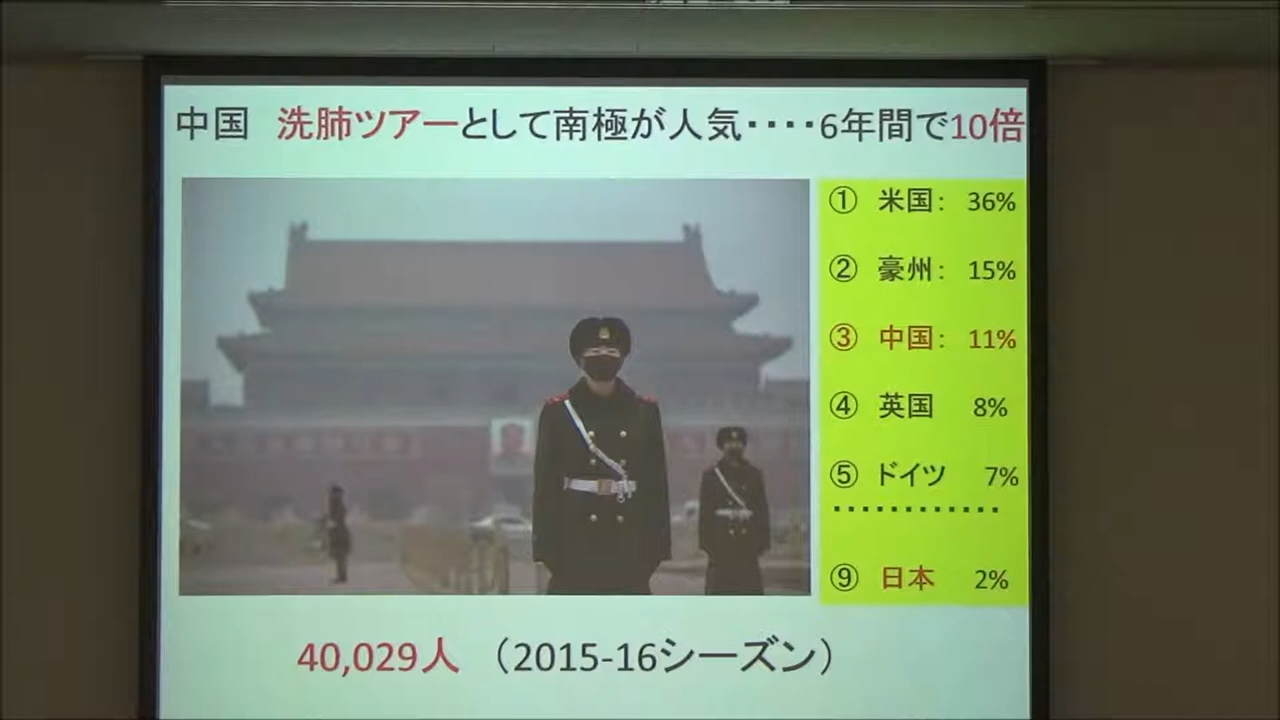 中国　洗肺ツアーとして南極が人気････6年間で10倍
① 米国： 36%
② 豪州： 15%
③ 中国： 11%
④ 英国 8%
⑤ ドイツ 7%
⋯⋯⋯⋯
⑨ 日本 2%
40,029人 （2015-16シーズン）